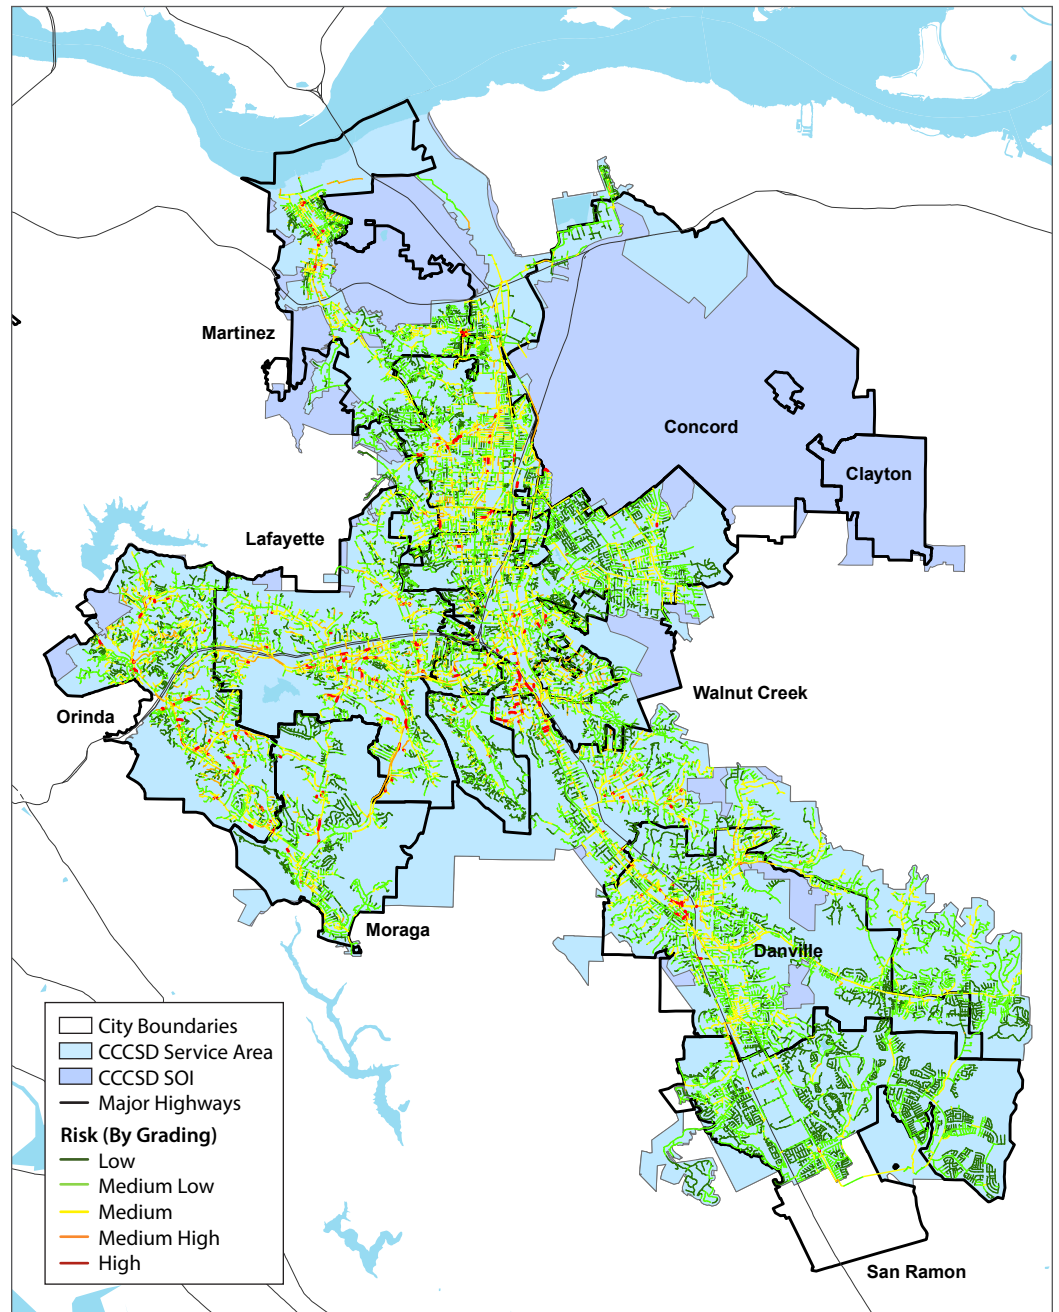 Martinez
Concord
Clayton
Lafayette
Walnut Creek
Orinda
Moraga
Danville
San Ramon
City Boundaries
CCCSD Service Area
CCCSD SOI
Major Highways
Risk (By Grading)
Low
Medium Low
Medium
Medium High
High